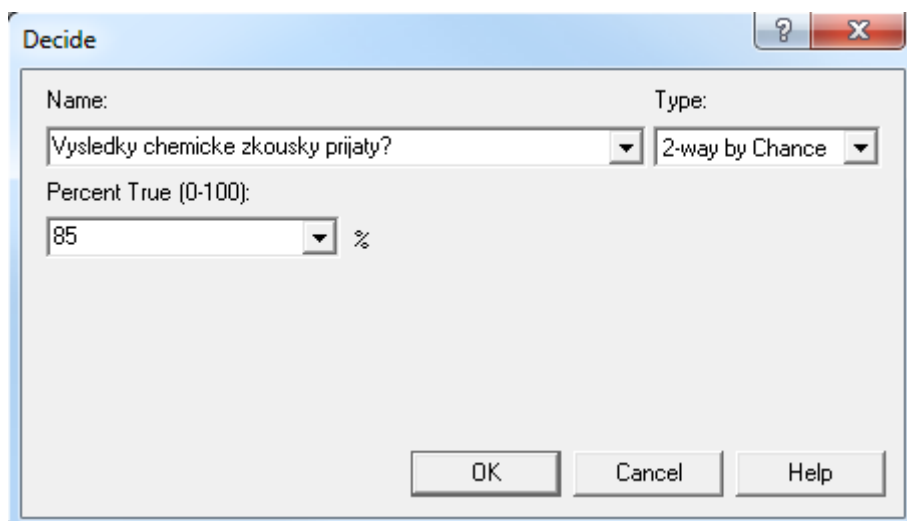 Decide
Name: Type:
Vysledky chemicke zkousky prijaty? 2-way by Chance
Percent True (0-100):
85 %
OK Cancel Help